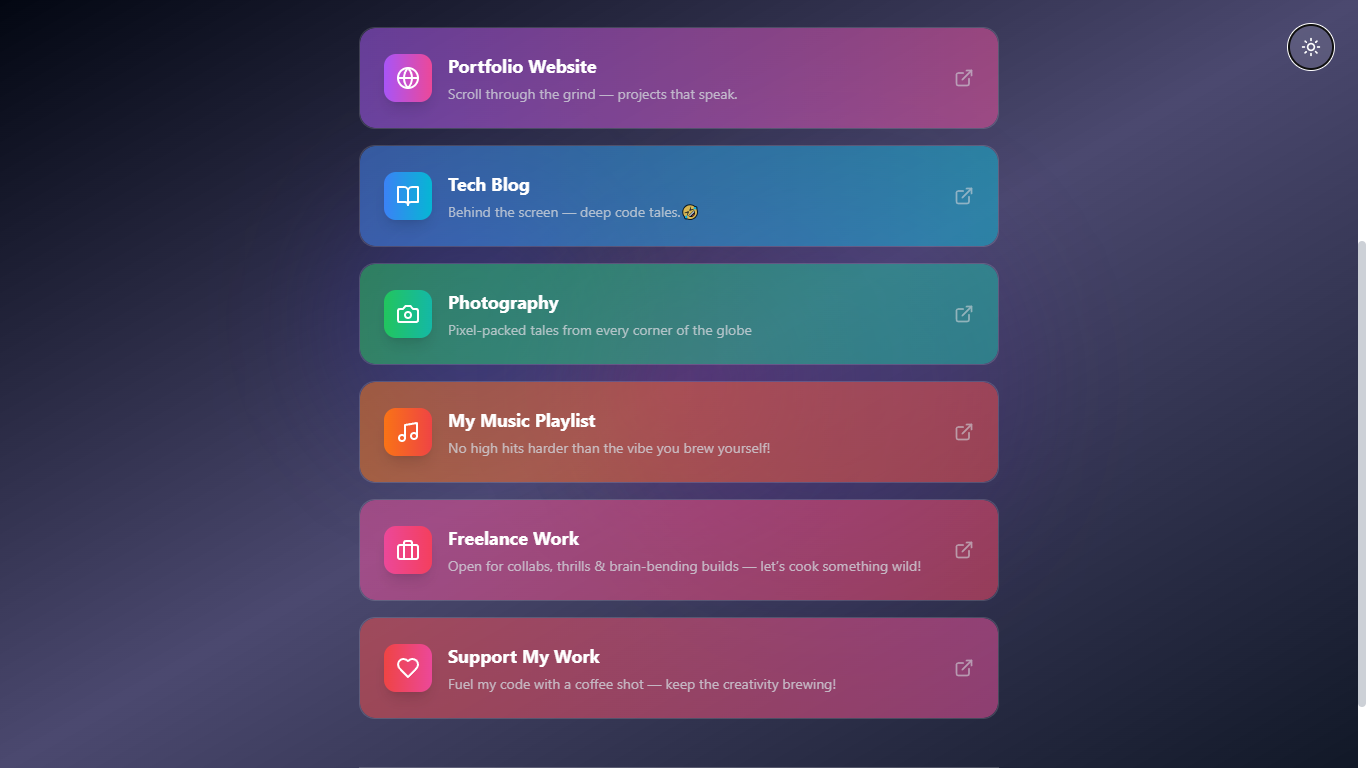 Portfolio Website
Scroll through the grind — projects that speak.
Tech Blog
Behind the screen — deep code tales.🤣
Photography
Pixel-packed tales from every corner of the globe
My Music Playlist
No high hits harder than the vibe you brew yourself!
Freelance Work
Open for collabs, thrills & brain-bending builds — let's cook something wild!
Support My Work
Fuel my code with a coffee shot — keep the creativity brewing!